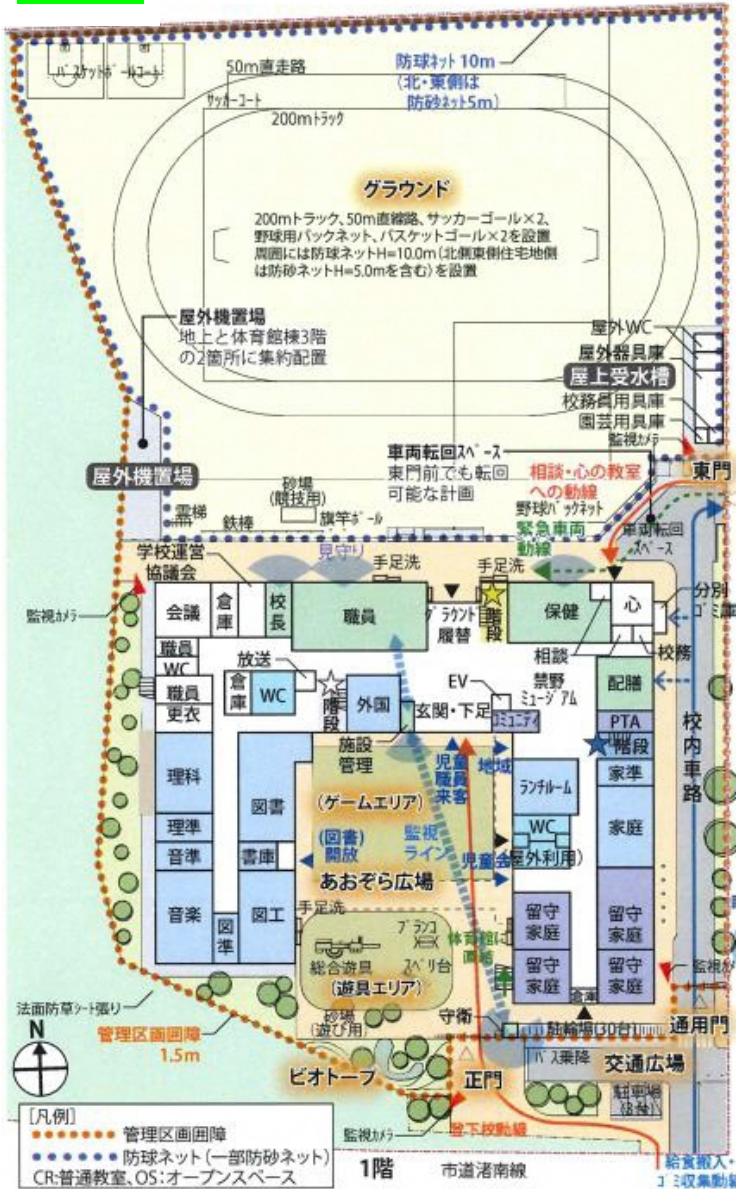 防球ネット 10m
(北・東側は
防砂ネット5m)
バスケットボールコート
50m直走路
サッカーコート
200mトラック
グラウンド
200mトラック、50m直線路、サッカーゴール×2、
野球用バックネット、バスケットゴール×2を設置
周囲には防球ネットH=10.0m(北側東側住宅地側
は防砂ネットH=5.0mを含む)を設置
屋外機置場
地上と体育館棟3階
の2箇所に集約配置
屋外WC
屋外器具庫
屋上受水槽
校務員用具庫
園芸用具庫
監視カメラ
東門
車両転回スペース
東門前でも転回
可能な計画
相談・心の教室
への動線
野球バックネット
緊急車両
動線
車両転回
スペース
屋外機置場
砂場
(競技用)
雲梯
鉄棒
旗竿ポール
学校運営
協議会
見守り
手足洗
手足洗
監視カメラ
会議
倉庫
校長
職員
グラウンド
履替
階段
保健
心
分別
ゴミ庫
相談
校務
職員
WC
職員
更衣
放送
倉庫
WC
階段
外国
玄関・下足
EV
コミュニティ
禁野
ミュージアム
配膳
PTA
階段
校内車路
施設
管理
児童
職員
来客
地域
理科
図書
(ゲームエリア)
ランチルーム
家準
家庭
理準
音準
書庫
(図書)
開放
監視
ライン
児童会
WC
(屋外利用)
あおぞら広場
音楽
図準
図工
手足洗
ブランコ
総合遊具
スベリ台
(遊具エリア)
体育館に
直結
留守
家庭
留守
家庭
留守
家庭
留守
家庭
倉庫
法面防草シート張り
管理区画囲障
1.5m
砂場
(遊び用)
守衛
駐輪場(30台)
通用門
N
ビオトープ
正門
バス乗降
交通広場
駐車場
(3台)
[凡例]
管理区画囲障
防球ネット(一部防砂ネット)
CR:普通教室、OS:オープンスペース
監視カメラ
登下校動線
1階
市道渚南線
給食搬入・